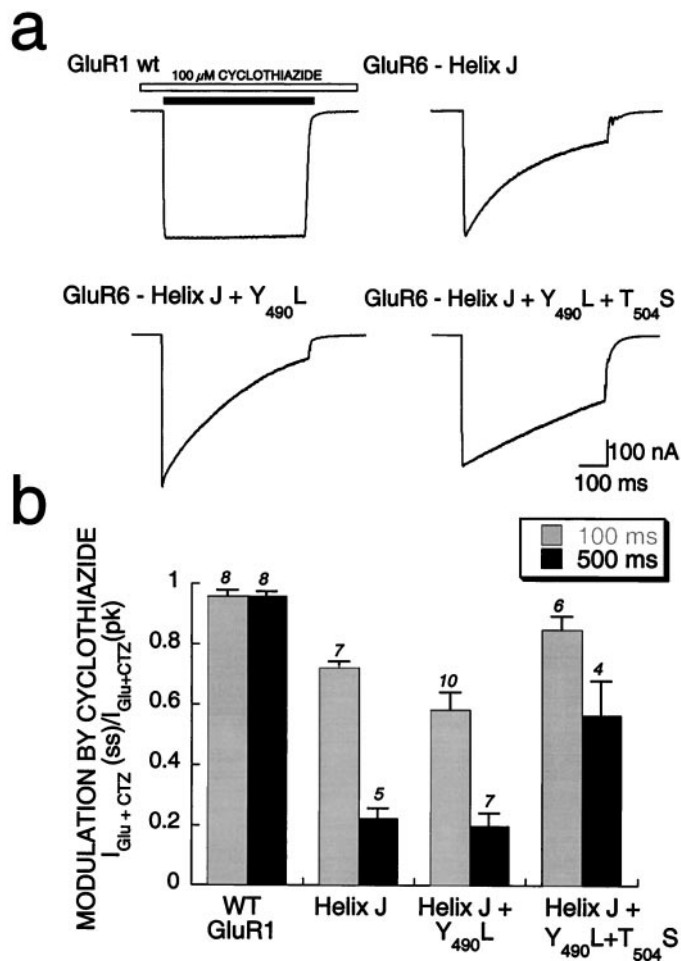 a
GluR1 wt
100 µM CYCLOTHIAZIDE
GluR6 - Helix J
GluR6 - Helix J + Y490L
GluR6 - Helix J + Y490L + T504S
100 nA
100 ms
b
100 ms
500 ms
MODULATION BY CYCLOTHIAZIDE
IGlu + CTZ (ss)/IGlu+CTZ(pk)
1
0.8
0.6
0.4
0.2
0
8
8
7
5
10
7
6
4
WT
GluR1
Helix J
Helix J +
Y490L
Helix J +
Y490L+T504S